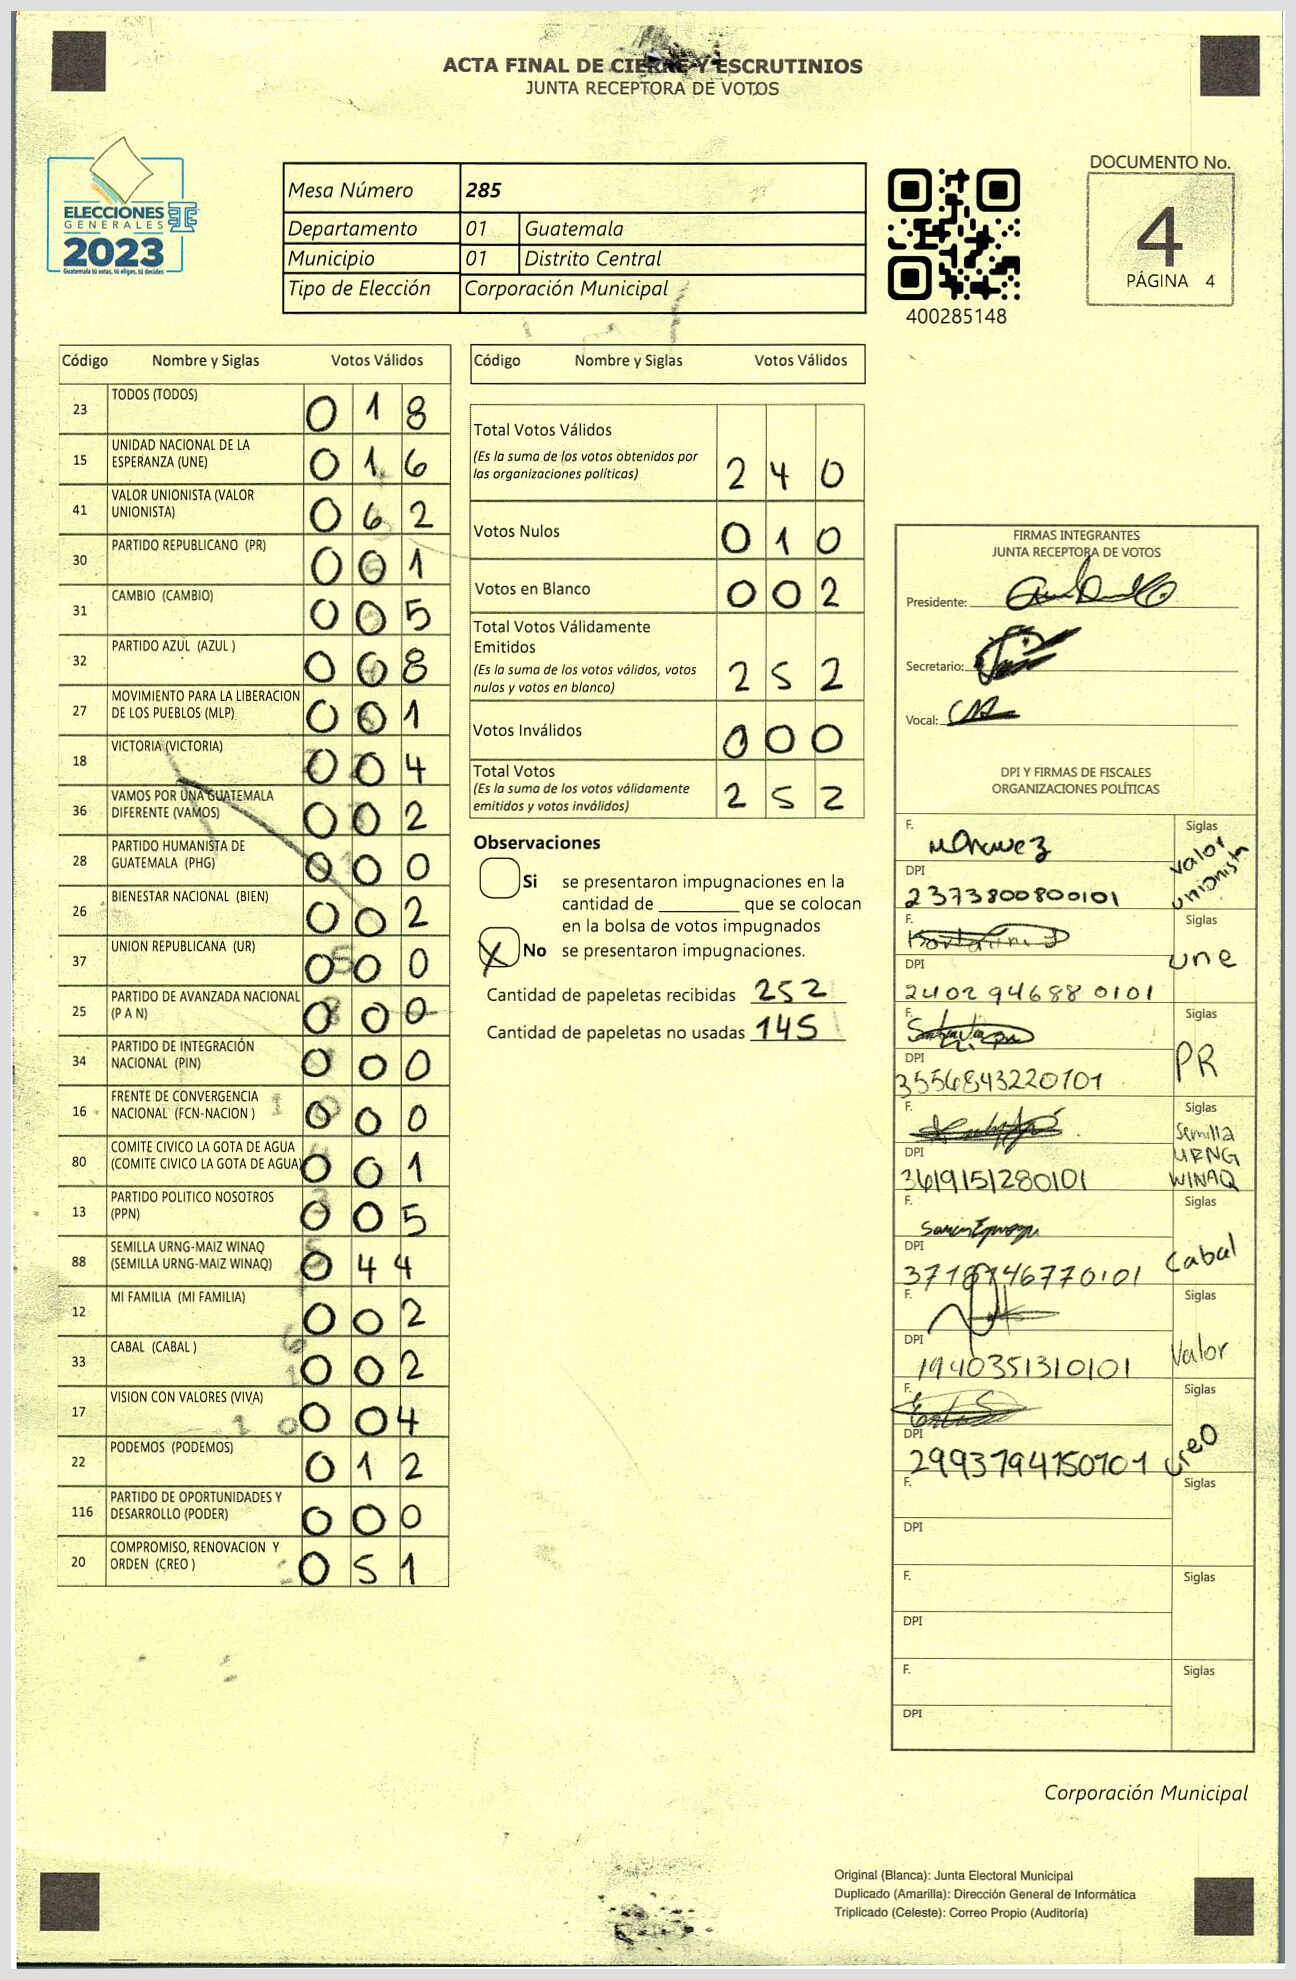 ACTA FINAL DE CIERRE Y ESCRUTINIOS
JUNTA RECEPTORA DE VOTOS
ELECCIONES
GENERALES
2023
Guatemala tú votas, tú eliges, tú decides
Mesa Número 285
Departamento 01 Guatemala
Municipio 01 Distrito Central
Tipo de Elección Corporación Municipal
400285148
DOCUMENTO No.
4
PÁGINA 4
Código Nombre y Siglas Votos Válidos
23 TODOS (TODOS) 0 1 8
15 UNIDAD NACIONAL DE LA ESPERANZA (UNE) 0 1 6
41 VALOR UNIONISTA (VALOR UNIONISTA) 0 6 2
30 PARTIDO REPUBLICANO (PR) 0 0 1
31 CAMBIO (CAMBIO) 0 0 5
32 PARTIDO AZUL (AZUL ) 0 0 8
27 MOVIMIENTO PARA LA LIBERACION DE LOS PUEBLOS (MLP) 0 0 1
18 VICTORIA (VICTORIA) 0 0 4
36 VAMOS POR UNA GUATEMALA DIFERENTE (VAMOS) 0 0 2
28 PARTIDO HUMANISTA DE GUATEMALA (PHG) 0 0 0
26 BIENESTAR NACIONAL (BIEN) 0 0 2
37 UNION REPUBLICANA (UR) 0 0 0
25 PARTIDO DE AVANZADA NACIONAL (P A N) 0 0 0
34 PARTIDO DE INTEGRACIÓN NACIONAL (PIN) 0 0 0
16 FRENTE DE CONVERGENCIA NACIONAL (FCN-NACION ) 0 0 0
80 COMITE CIVICO LA GOTA DE AGUA (COMITE CIVICO LA GOTA DE AGUA) 0 0 1
13 PARTIDO POLITICO NOSOTROS (PPN) 0 0 5
88 SEMILLA URNG-MAIZ WINAQ (SEMILLA URNG-MAIZ WINAQ) 0 4 4
12 MI FAMILIA (MI FAMILIA) 0 0 2
33 CABAL (CABAL ) 0 0 2
17 VISION CON VALORES (VIVA) 0 0 4
22 PODEMOS (PODEMOS) 0 1 2
116 PARTIDO DE OPORTUNIDADES Y DESARROLLO (PODER) 0 0 0
20 COMPROMISO, RENOVACION Y ORDEN (CREO ) 0 5 1
Código Nombre y Siglas Votos Válidos
Total Votos Válidos
(Es la suma de los votos obtenidos por
las organizaciones políticas) 2 4 0
Votos Nulos 0 1 0
Votos en Blanco 0 0 2
Total Votos Válidamente
Emitidos
(Es la suma de los votos válidos, votos
nulos y votos en blanco) 2 5 2
Votos Inválidos 0 0 0
Total Votos
(Es la suma de los votos válidamente
emitidos y votos inválidos) 2 5 2
Observaciones
Si se presentaron impugnaciones en la
cantidad de ________ que se colocan
en la bolsa de votos impugnados
X No se presentaron impugnaciones.
Cantidad de papeletas recibidas 252
Cantidad de papeletas no usadas 145
FIRMAS INTEGRANTES
JUNTA RECEPTORA DE VOTOS
Presidente:
Secretario:
Vocal:
DPI Y FIRMAS DE FISCALES
ORGANIZACIONES POLÍTICAS
F. Siglas
valor unionista
DPI
2373800800101
F. Siglas
une
DPI
2402 94688 0101
F. Siglas
PR
DPI
3556843220101
F. Siglas
Semilla
URNG
WINAQ
DPI
3619151280101
F. Siglas
Cabal
DPI
F. Siglas
Valor
DPI
1940351310101
F. Siglas
creo
DPI
2993794150101
F. Siglas
DPI
F. Siglas
DPI
F. Siglas
DPI
Corporación Municipal
Original (Blanca): Junta Electoral Municipal
Duplicado (Amarilla): Dirección General de Informática
Triplicado (Celeste): Correo Propio (Auditoría)